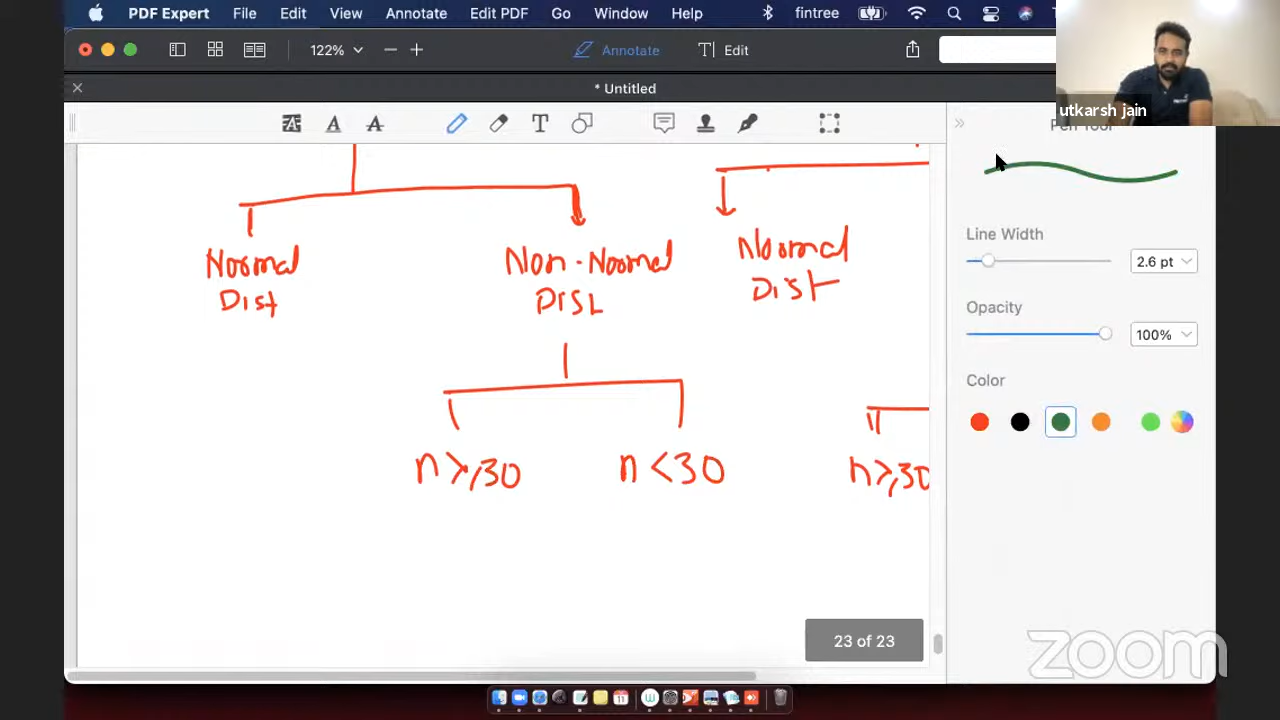 PDF Expert File Edit View Annotate Edit PDF Go Window Help fintree
122% Annotate T| Edit
* Untitled
utkarsh jain
Pen Tool
Normal Dist
Non-Normal Dist
Normal Dist
Line Width
2.6 pt
Opacity
100%
Color
n≥30
n<30
n≥30
23 of 23
zoom